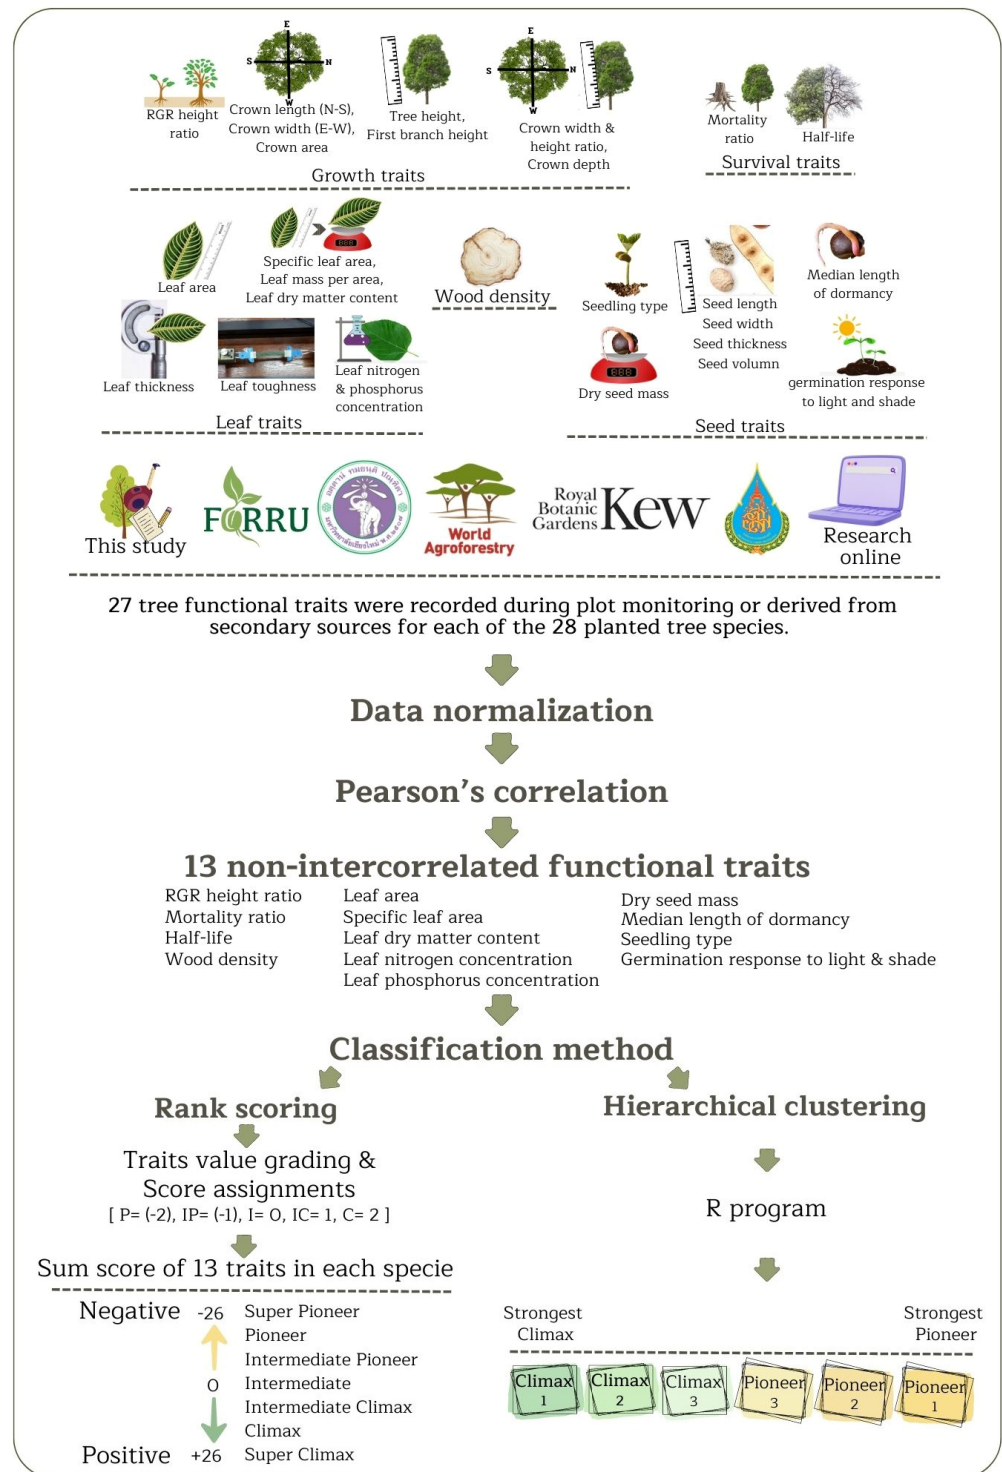 E
S
N
W
RGR height
ratio
Crown length (N-S),
Crown width (E-W),
Crown area
Tree height,
First branch height
E
S
N
W
Crown width &
height ratio,
Crown depth
Growth traits
Mortality
ratio
Half-life
Survival traits
Leaf area
Specific leaf area,
Leaf mass per area,
Leaf dry matter content
Leaf thickness
Leaf toughness
Leaf nitrogen
& phosphorus
concentration
Leaf traits
Wood density
Seedling type
Seed length
Seed width
Seed thickness
Seed volumn
Median length
of dormancy
Dry seed mass
germination response
to light and shade
Seed traits
This study
FORRU
World
Agroforestry
Royal
Botanic
Gardens
Kew
Research
online
27 tree functional traits were recorded during plot monitoring or derived from
secondary sources for each of the 28 planted tree species.
Data normalization
Pearson's correlation
13 non-intercorrelated functional traits
RGR height ratio
Mortality ratio
Half-life
Wood density
Leaf area
Specific leaf area
Leaf dry matter content
Leaf nitrogen concentration
Leaf phosphorus concentration
Dry seed mass
Median length of dormancy
Seedling type
Germination response to light & shade
Classification method
Rank scoring
Traits value grading &
Score assignments
[ P= (-2), IP= (-1), I= 0, IC= 1, C= 2 ]
Sum score of 13 traits in each specie
Negative -26 Super Pioneer
Pioneer
Intermediate Pioneer
0 Intermediate
Intermediate Climax
Climax
Positive +26 Super Climax
Hierarchical clustering
R program
Strongest
Climax
Strongest
Pioneer
Climax
1
Climax
2
Climax
3
Pioneer
3
Pioneer
2
Pioneer
1